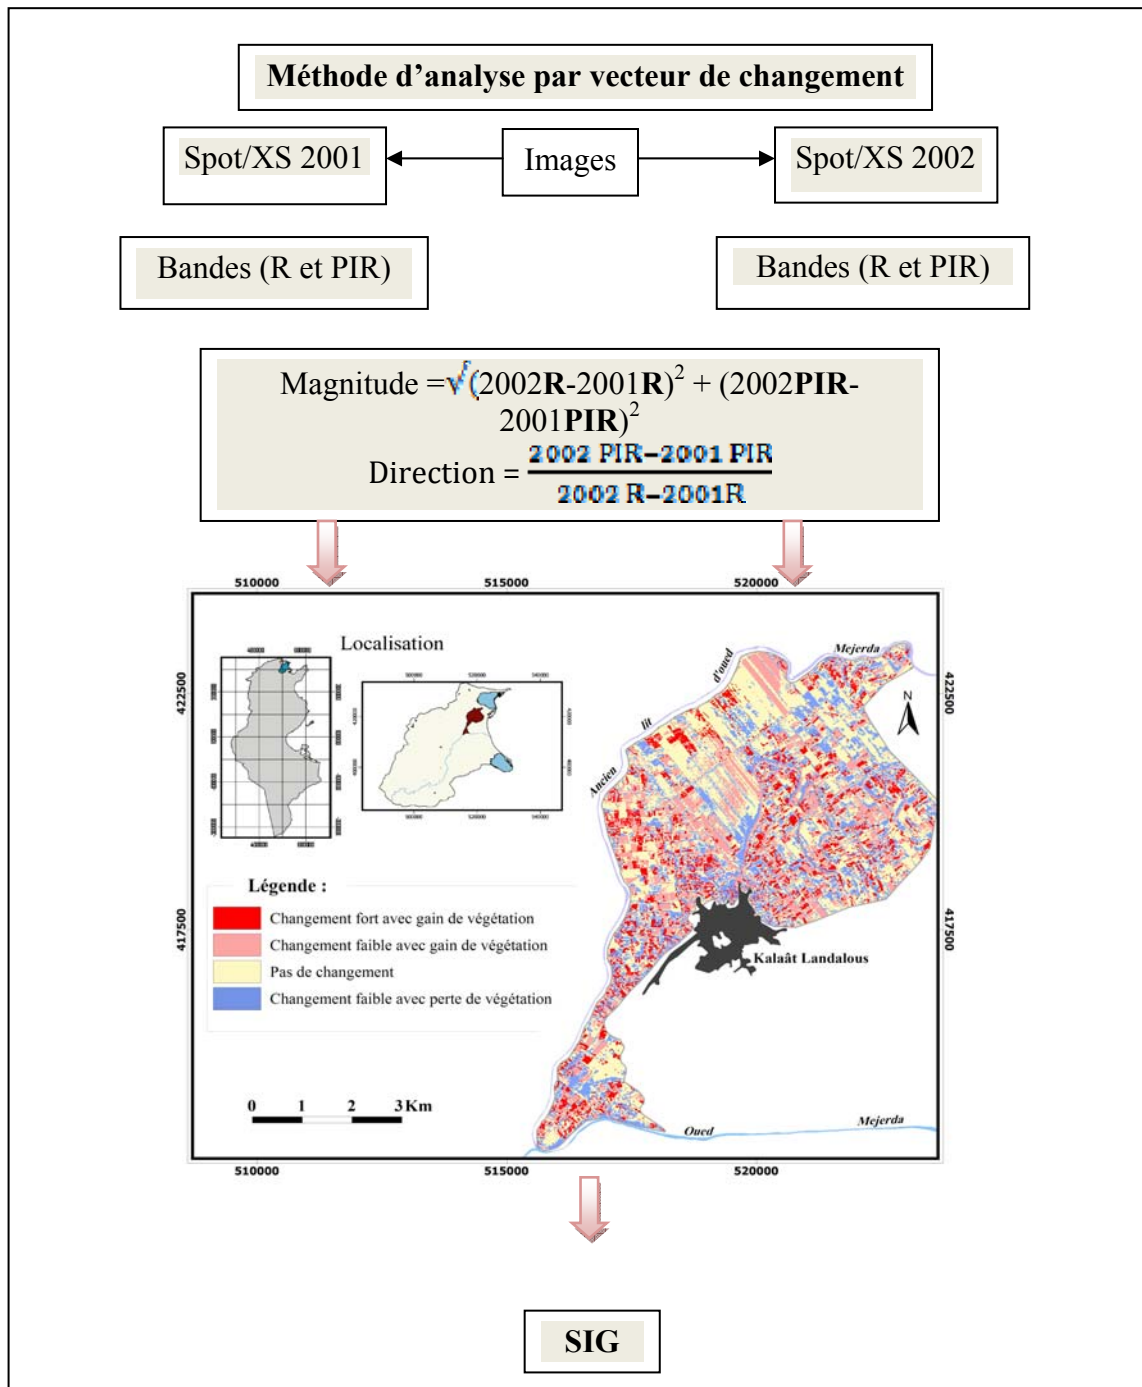 Méthode d'analyse par vecteur de changement
Spot/XS 2001
Images
Spot/XS 2002
Bandes (R et PIR)
Bandes (R et PIR)
Magnitude =√(2002R-2001R)² + (2002PIR-
2001PIR)²
Direction = 2002 PIR–2001 PIR
2002 R–2001R
510000 515000 520000
Localisation
422500
422500
417500
417500
Ancien lit d'oued Mejerda
N
Légende :
Changement fort avec gain de végétation
Changement faible avec gain de végétation
Pas de changement
Changement faible avec perte de végétation
Kalaât Landalous
0 1 2 3 Km
Oued Mejerda
510000 515000 520000
SIG